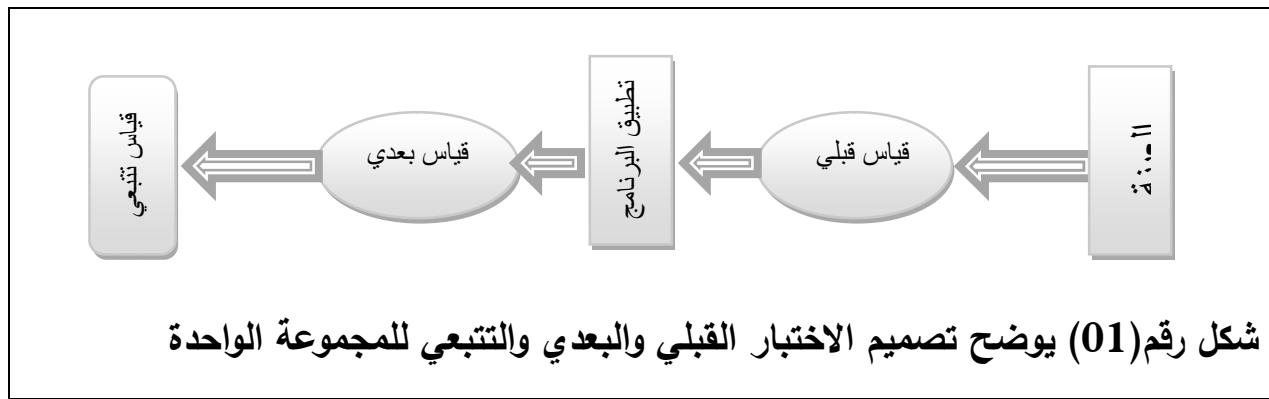 العينة
قياس قبلي
تطبيق البرنامج
قياس بعدي
قياس تتبعي
شكل رقم(01) يوضح تصميم الاختبار القبلي والبعدي والتتبعي للمجموعة الواحدة